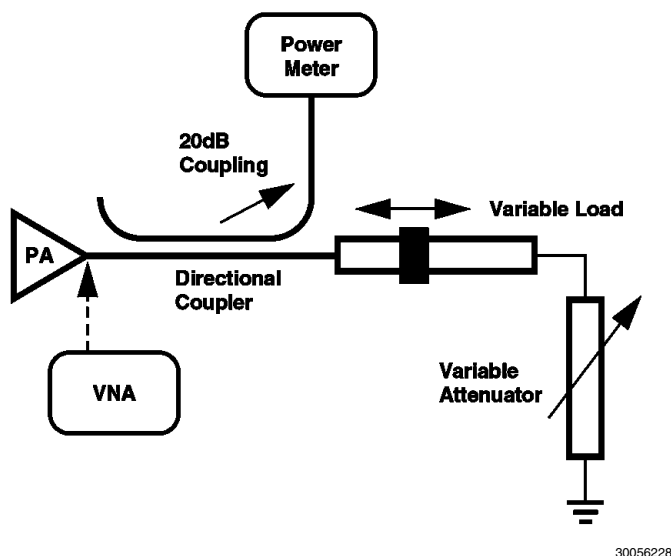 Power
Meter
20dB
Coupling
Variable Load
PA
Directional
Coupler
VNA
Variable
Attenuator
30056228